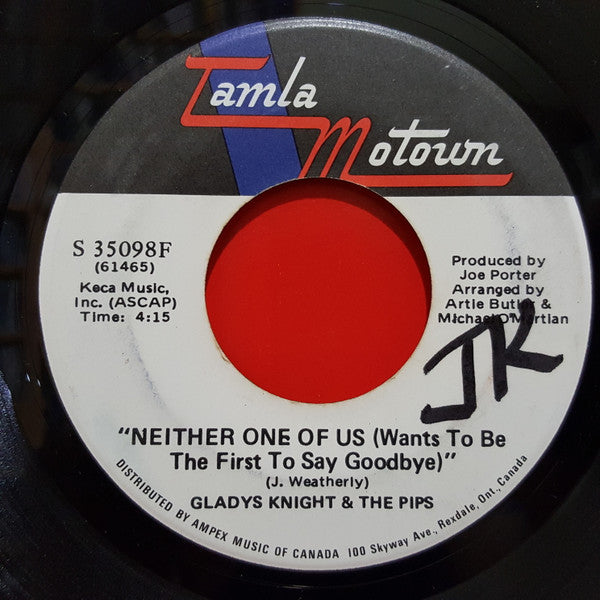 Tamla
Motown
S 35098F
(61465)
Keca Music,
Inc. (ASCAP)
Time: 4:15
Produced by
Joe Porter
Arranged by
Artie Butler &
Michael O'Martian
JK
"NEITHER ONE OF US (Wants To Be
The First To Say Goodbye)"
(J. Weatherly)
GLADYS KNIGHT & THE PIPS
DISTRIBUTED BY AMPEX MUSIC OF CANADA 100 Skyway Ave., Rexdale, Ont., Canada